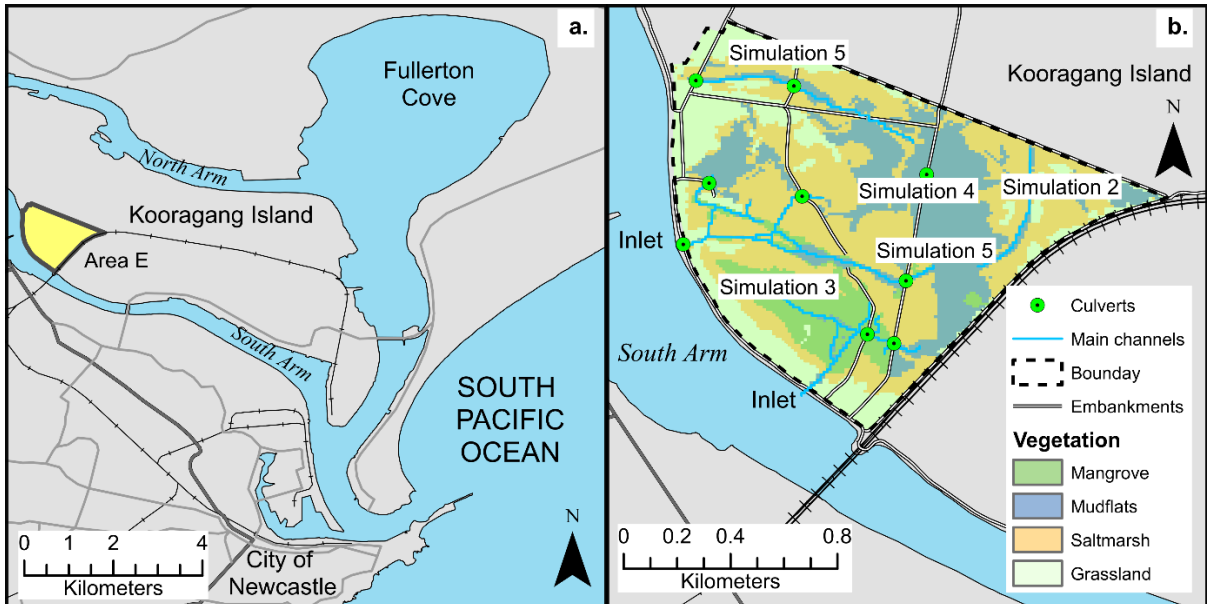 a.
Fullerton
Cove
North Arm
Kooragang Island
Area E
South Arm
SOUTH
PACIFIC
OCEAN
City of
Newcastle
0 1 2 4
Kilometers
N
b.
Simulation 5
Kooragang Island
N
Simulation 4
Simulation 2
Inlet
Simulation 5
Simulation 3
South Arm
Inlet
0 0.4 0.8
Kilometers
Culverts
Main channels
Bounday
Embankments
Vegetation
Mangrove
Mudflats
Saltmarsh
Grassland